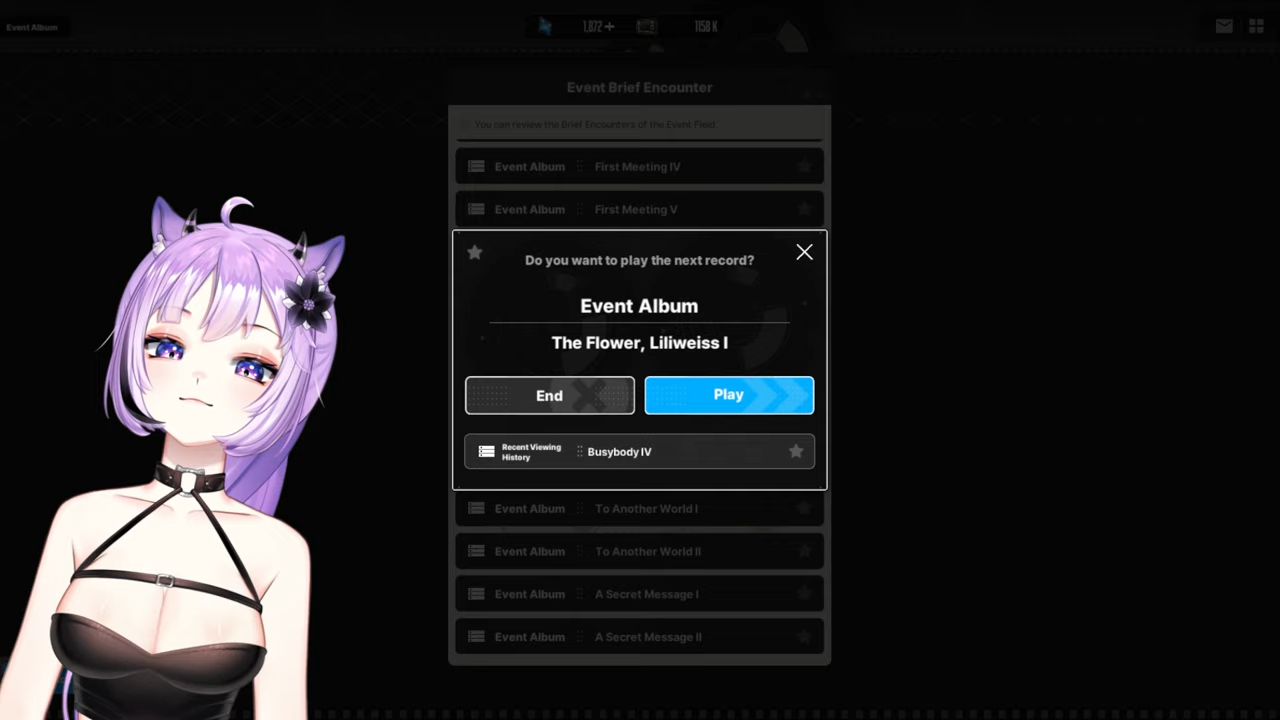 Event Album
1,872 +
1158 K
Event Brief Encounter
You can review the Brief Encounters of the Event Field.
Event Album First Meeting IV
Event Album First Meeting V
Do you want to play the next record?
Event Album
The Flower, Liliweiss I
End
Play
Recent Viewing
History
Busybody IV
Event Album To Another World I
Event Album To Another World II
Event Album A Secret Message I
Event Album A Secret Message II